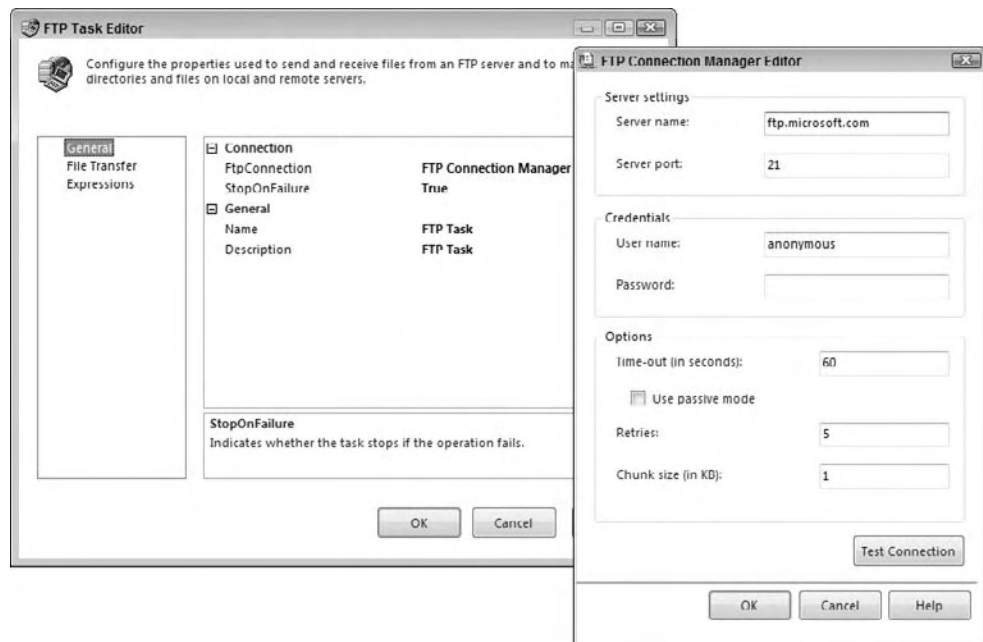 FTP Task Editor
Configure the properties used to send and receive files from an FTP server and to ma
directories and files on local and remote servers.
General
File Transfer
Expressions
Connection
FtpConnection FTP Connection Manager
StopOnFailure True
General
Name FTP Task
Description FTP Task
StopOnFailure
Indicates whether the task stops if the operation fails.
OK Cancel
FTP Connection Manager Editor
Server settings
Server name: ftp.microsoft.com
Server port: 21
Credentials
User name: anonymous
Password:
Options
Time-out (in seconds): 60
Use passive mode
Retries: 5
Chunk size (in KB): 1
Test Connection
OK Cancel Help